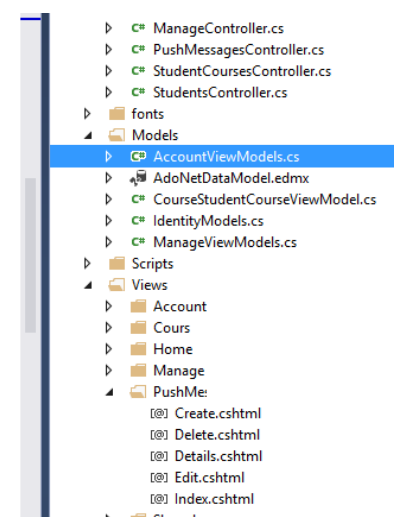 C# ManageController.cs
C# PushMessagesController.cs
C# StudentCoursesController.cs
C# StudentsController.cs
fonts
Models
C# AccountViewModels.cs
AdoNetDataModel.edmx
C# CourseStudentCourseViewModel.cs
C# IdentityModels.cs
C# ManageViewModels.cs
Scripts
Views
Account
Cours
Home
Manage
PushMes
[@] Create.cshtml
[@] Delete.cshtml
[@] Details.cshtml
[@] Edit.cshtml
[@] Index.cshtml